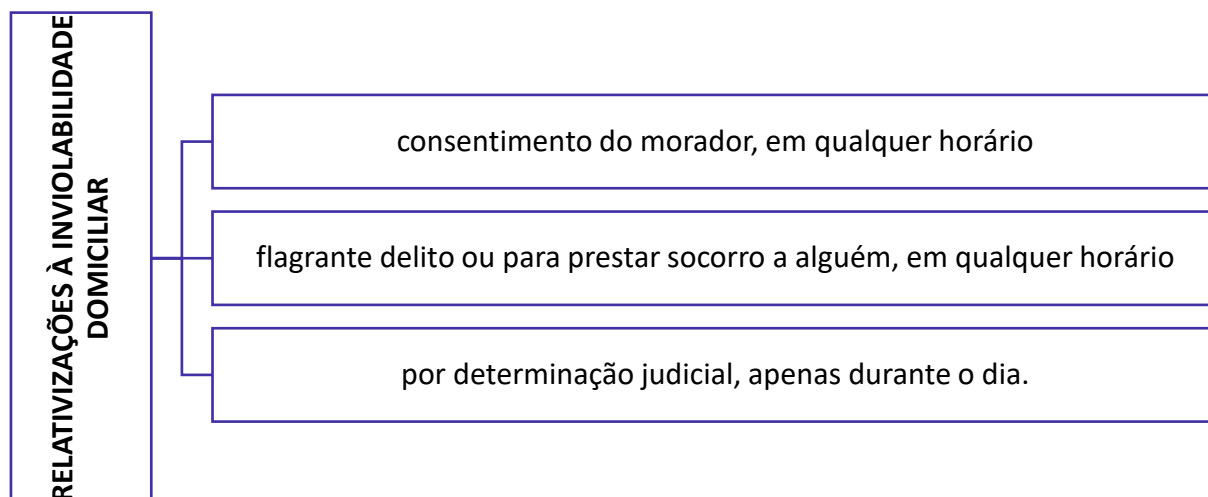 RELATIVIZAÇÕES À INVIOLABILIDADE
DOMICILIAR
consentimento do morador, em qualquer horário
flagrante delito ou para prestar socorro a alguém, em qualquer horário
por determinação judicial, apenas durante o dia.